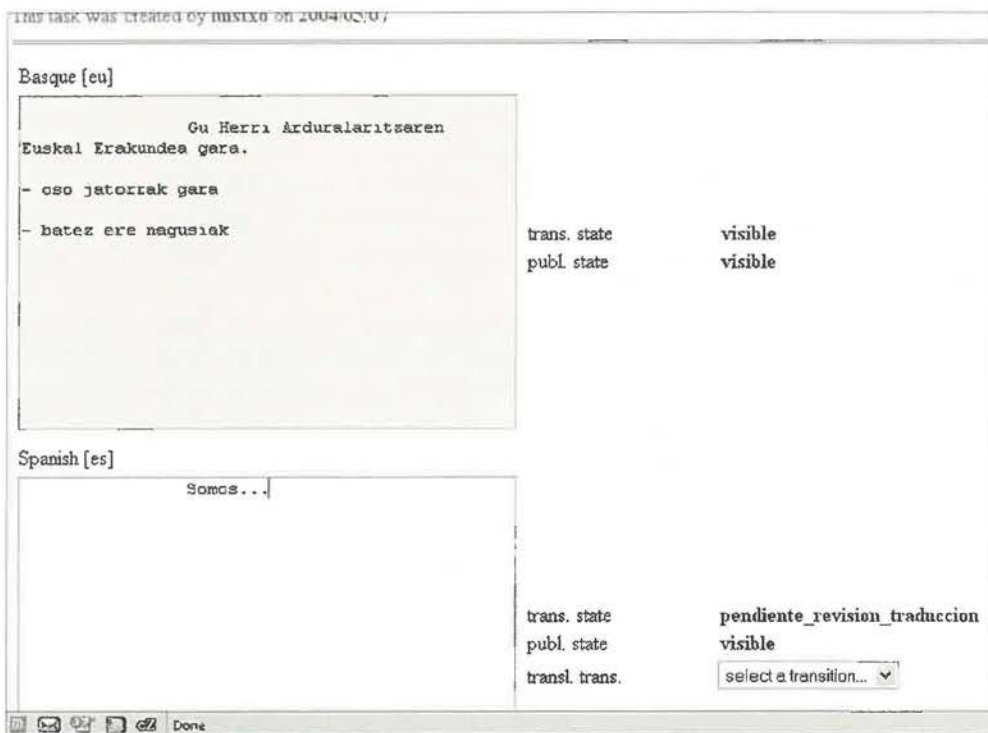 This task was created by on 2004/05/07
Basque [eu]
Gu Herri Arduralaritzaren
Euskal Erakundea gara.
- oso jatorrak gara
- batez ere nagusiak
trans. state visible
publ. state visible
Spanish [es]
Somos...
trans. state pendiente_revision_traduccion
publ. state visible
transl. trans. select a transition...
Done